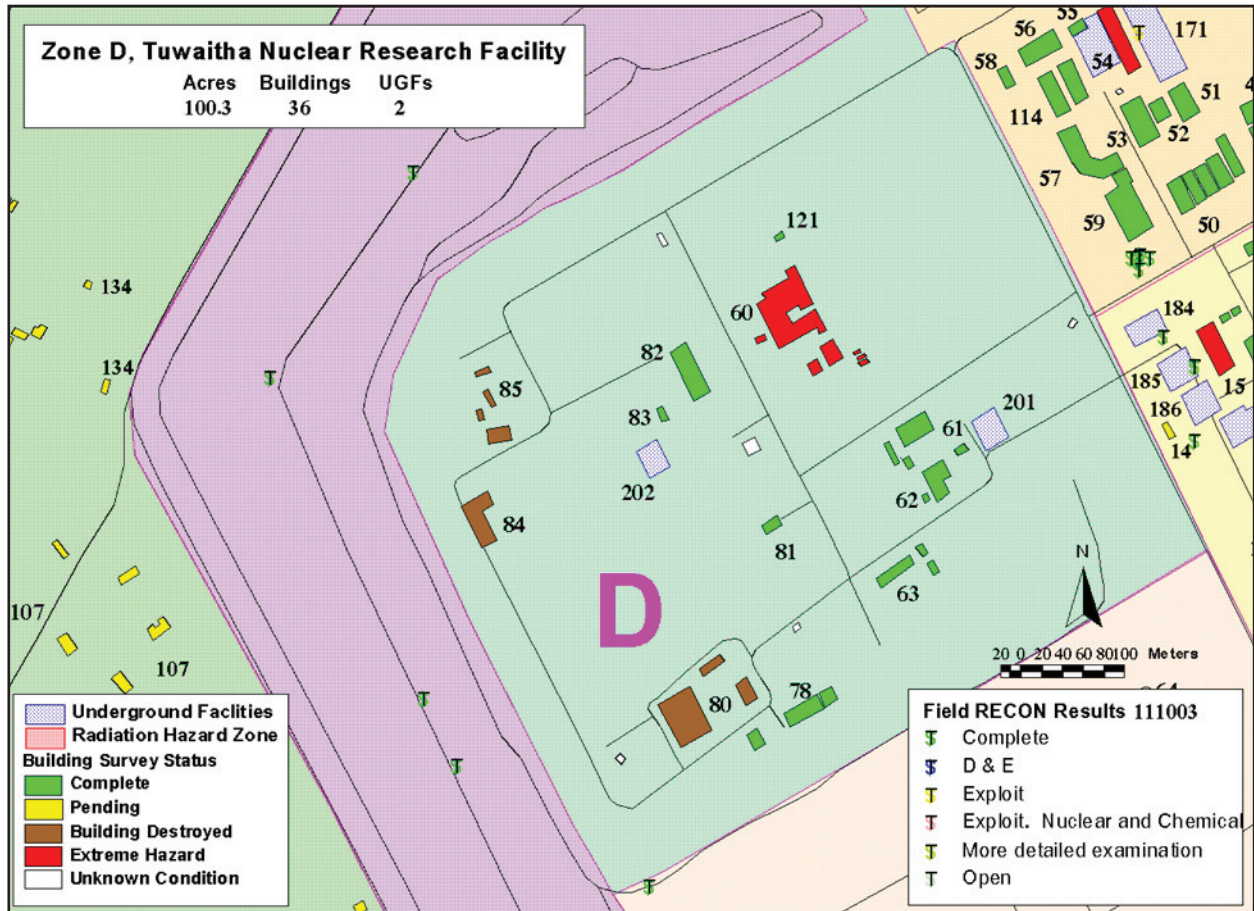 Zone D, Tuwaitha Nuclear Research Facility
Acres Buildings UGFs
100.3 36 2
55
56
171
58
54
51
114
53
52
57
50
59
121
134
60
184
134
82
185
15
85
83
201
186
61
14
202
62
84
81
N
63
D
107
20 0 20 40 60 80 100 Meters
107
78
80
Underground Faclities
Radiation Hazard Zone
Building Survey Status
Complete
Pending
Building Destroyed
Extreme Hazard
Unknown Condition
Field RECON Results 111003
Complete
D & E
Exploit
Exploit. Nuclear and Chemical
More detailed examination
Open